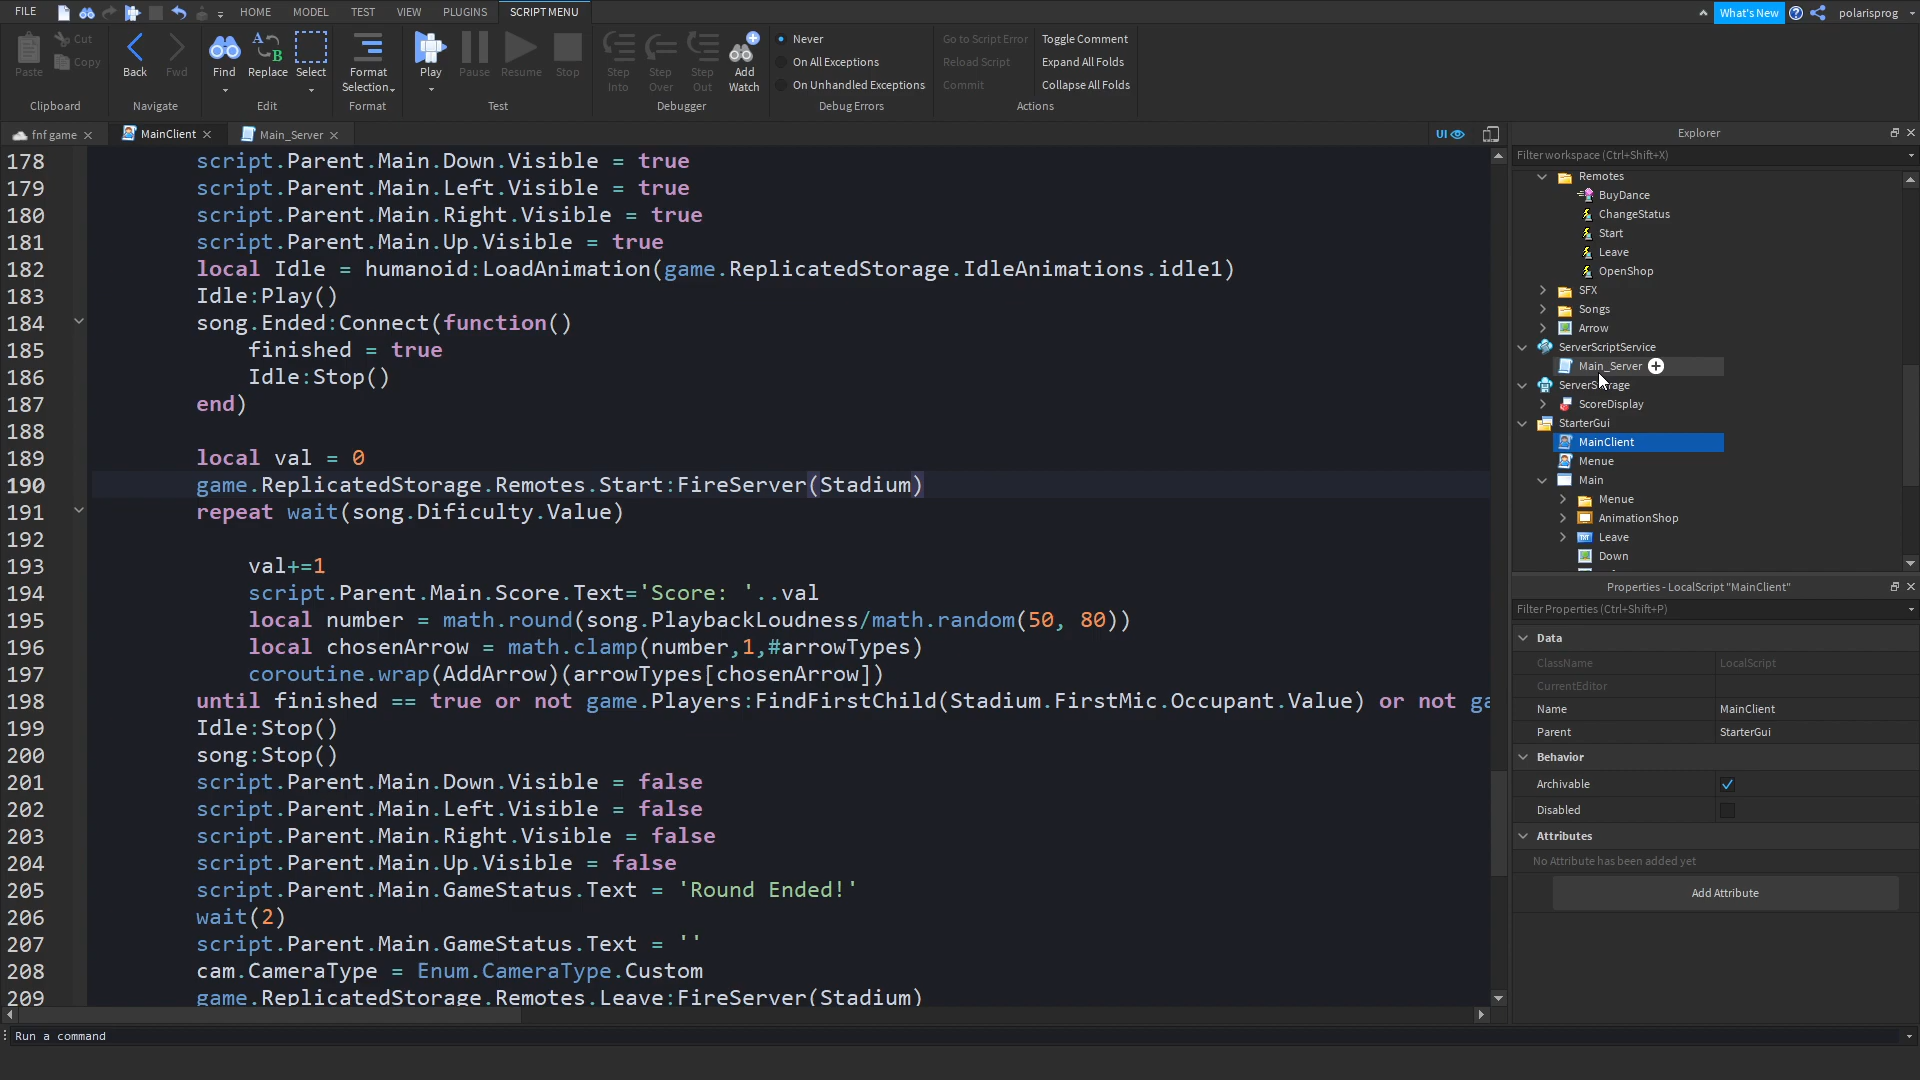 FILE HOME MODEL TEST VIEW PLUGINS SCRIPT MENU What's New polarisprog
Paste Cut Copy
Back Fwd
Find Replace Select
Format Selection
Play Pause Resume Stop
Step Into Step Over Step Out Add Watch
Never
On All Exceptions
On Unhandled Exceptions
Go to Script Error
Reload Script
Commit
Toggle Comment
Expand All Folds
Collapse All Folds
Clipboard Navigate Edit Format Test Debugger Debug Errors Actions
fnf game MainClient Main_Server UI
178 script.Parent.Main.Down.Visible = true
179 script.Parent.Main.Left.Visible = true
180 script.Parent.Main.Right.Visible = true
181 script.Parent.Main.Up.Visible = true
182 local Idle = humanoid:LoadAnimation(game.ReplicatedStorage.IdleAnimations.idle1)
183 Idle:Play()
184 song.Ended:Connect(function()
185 finished = true
186 Idle:Stop()
187 end)
188
189 local val = 0
190 game.ReplicatedStorage.Remotes.Start:FireServer(Stadium)
191 repeat wait(song.Dificulty.Value)
192
193 val+=1
194 script.Parent.Main.Score.Text='Score: '..val
195 local number = math.round(song.PlaybackLoudness/math.random(50, 80))
196 local chosenArrow = math.clamp(number,1,#arrowTypes)
197 coroutine.wrap(AddArrow)(arrowTypes[chosenArrow])
198 until finished == true or not game.Players:FindFirstChild(Stadium.FirstMic.Occupant.Value) or not ga
199 Idle:Stop()
200 song:Stop()
201 script.Parent.Main.Down.Visible = false
202 script.Parent.Main.Left.Visible = false
203 script.Parent.Main.Right.Visible = false
204 script.Parent.Main.Up.Visible = false
205 script.Parent.Main.GameStatus.Text = 'Round Ended!'
206 wait(2)
207 script.Parent.Main.GameStatus.Text = ''
208 cam.CameraType = Enum.CameraType.Custom
209 game.ReplicatedStorage.Remotes.Leave:FireServer(Stadium)
Run a command
Explorer
Filter workspace (Ctrl+Shift+X)
Remotes
BuyDance
ChangeStatus
Start
Leave
OpenShop
SFX
Songs
Arrow
ServerScriptService
Main_Server
ServerStorage
ScoreDisplay
StarterGui
MainClient
Menue
Main
Menue
AnimationShop
Leave
Down
Properties - LocalScript "MainClient"
Filter Properties (Ctrl+Shift+P)
Data
ClassName LocalScript
CurrentEditor
Name MainClient
Parent StarterGui
Behavior
Archivable
Disabled
Attributes
No Attribute has been added yet
Add Attribute